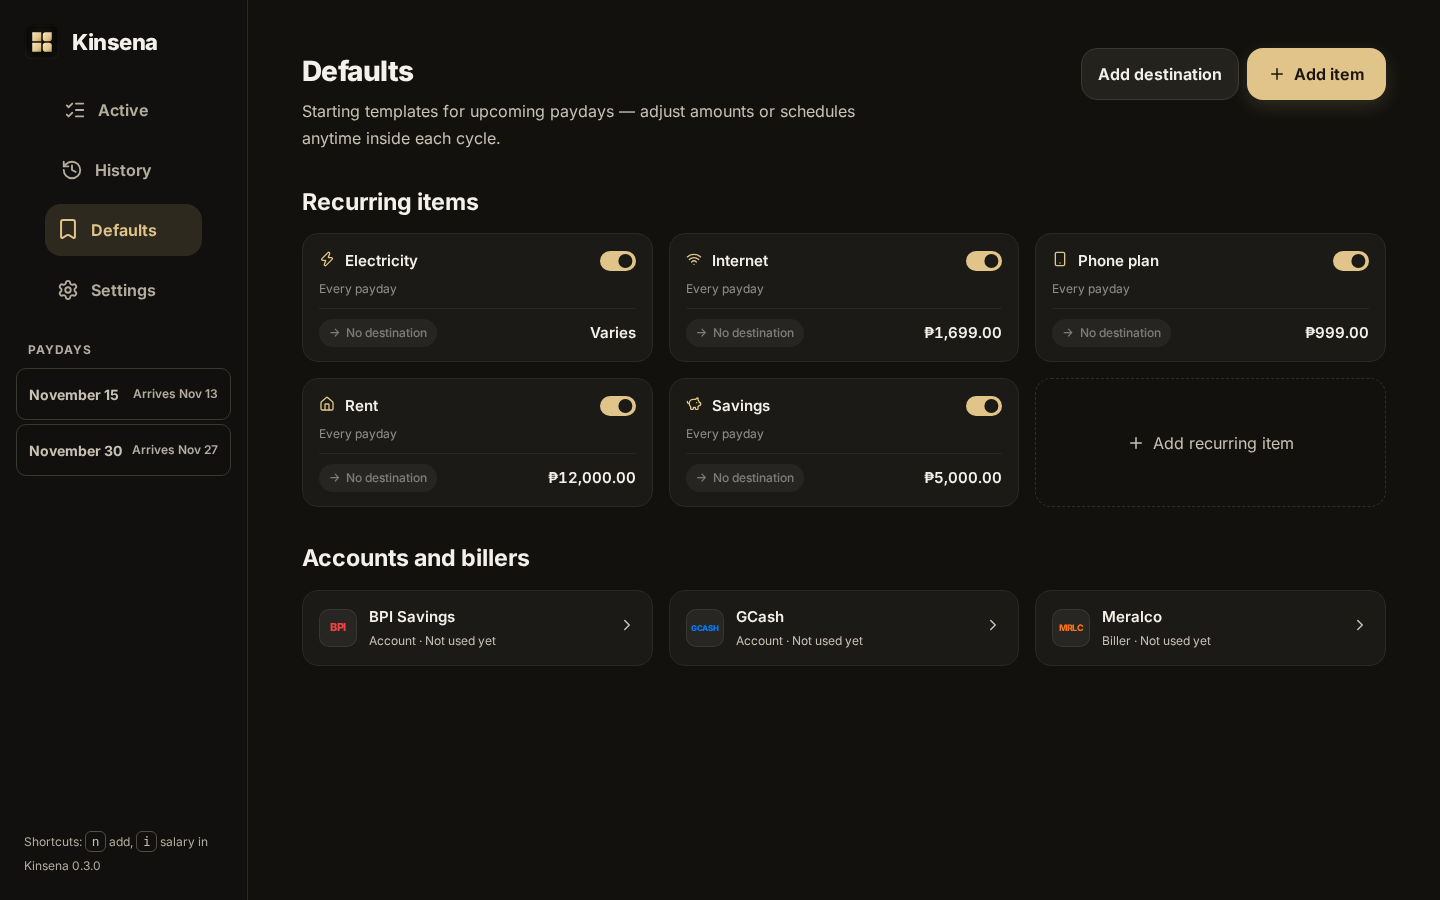 Kinsena
Active
History
Defaults
Settings
PAYDAYS
November 15 Arrives Nov 13
November 30 Arrives Nov 27
Shortcuts: n add, i salary in
Kinsena 0.3.0
Defaults
Starting templates for upcoming paydays — adjust amounts or schedules
anytime inside each cycle.
Add destination
+ Add item
Recurring items
Electricity
Every payday
→ No destination Varies
Internet
Every payday
→ No destination ₱1,699.00
Phone plan
Every payday
→ No destination ₱999.00
Rent
Every payday
→ No destination ₱12,000.00
Savings
Every payday
→ No destination ₱5,000.00
+ Add recurring item
Accounts and billers
BPI
BPI Savings
Account · Not used yet
GCASH
GCash
Account · Not used yet
MRLC
Meralco
Biller · Not used yet